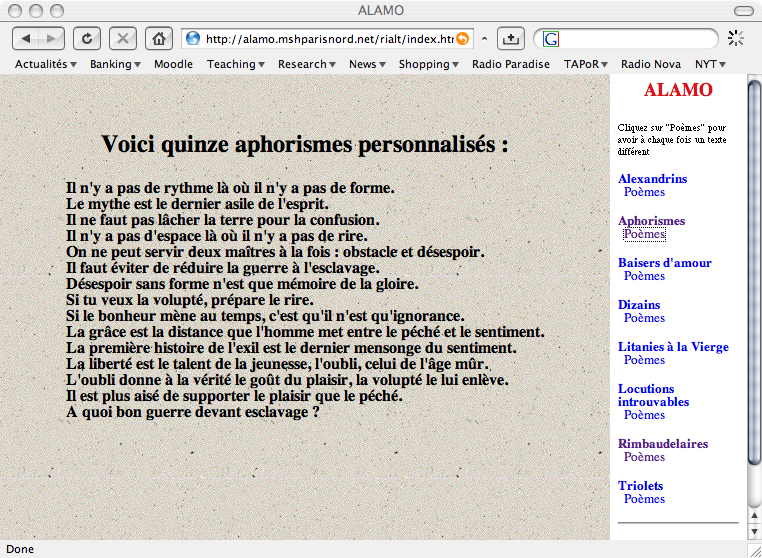 ALAMO
http://alamo.mshparisnord.net/rialt/index.htm
Actualités Banking Moodle Teaching Research News Shopping Radio Paradise TAPoR Radio Nova NYT
Voici quinze aphorismes personnalisés :
Il n'y a pas de rythme là où il n'y a pas de forme.
Le mythe est le dernier asile de l'esprit.
Il ne faut pas lâcher la terre pour la confusion.
Il n'y a pas d'espace là où il n'y a pas de rire.
On ne peut servir deux maîtres à la fois : obstacle et désespoir.
Il faut éviter de réduire la guerre à l'esclavage.
Désespoir sans forme n'est que mémoire de la gloire.
Si tu veux la volupté, prépare le rire.
Si le bonheur mène au temps, c'est qu'il n'est qu'ignorance.
La grâce est la distance que l'homme met entre le péché et le sentiment.
La première histoire de l'exil est le dernier mensonge du sentiment.
La liberté est le talent de la jeunesse, l'oubli, celui de l'âge mûr.
L'oubli donne à la vérité le goût du plaisir, la volupté le lui enlève.
Il est plus aisé de supporter le plaisir que le péché.
A quoi bon guerre devant esclavage ?
ALAMO
Cliquez sur "Poèmes" pour
avoir à chaque fois un texte
différent
Alexandrins
Poèmes
Aphorismes
Poèmes
Baisers d'amour
Poèmes
Dizains
Poèmes
Litanies à la Vierge
Poèmes
Locutions
introuvables
Poèmes
Rimbaudelaires
Poèmes
Triolets
Poèmes
Done